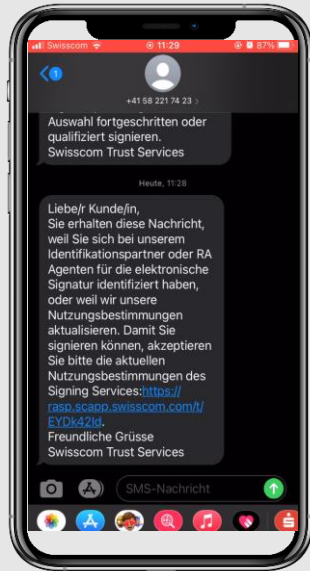 Swisscom
11:29
87%
1
+41 58 221 74 23 >
Auswahl fortgeschritten oder
qualifiziert signieren.
Swisscom Trust Services
Heute, 11:28
Liebe/r Kunde/in,
Sie erhalten diese Nachricht,
weil Sie sich bei unserem
Identifikationspartner oder RA
Agenten für die elektronische
Signatur identifiziert haben,
oder weil wir unsere
Nutzungsbestimmungen
aktualisieren. Damit Sie
signieren können, akzeptieren
Sie bitte die aktuellen
Nutzungsbestimmungen des
Signing Services:https://
rasp.scapp.swisscom.com/t/
EYDk42ld.
Freundliche Grüsse
Swisscom Trust Services
SMS-Nachricht